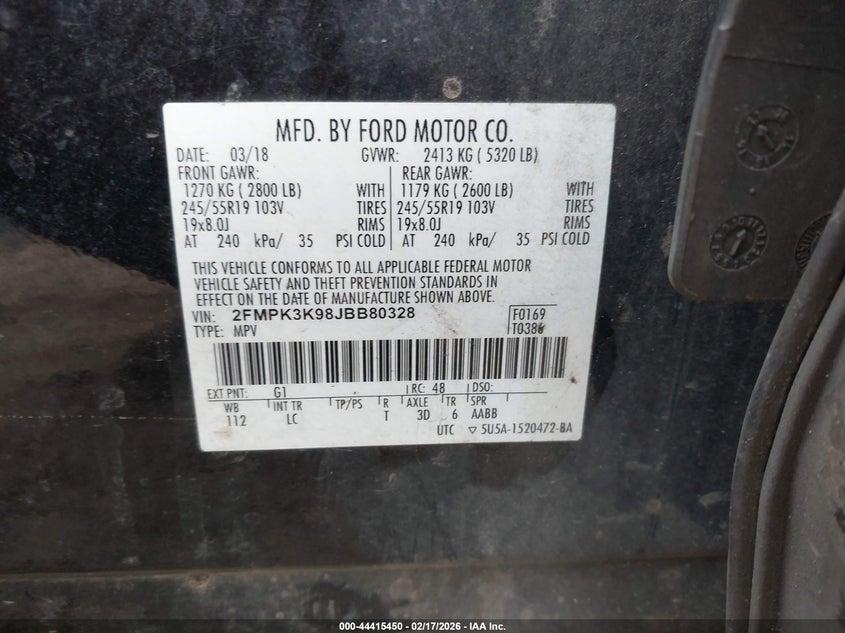 MFD. BY FORD MOTOR CO.
DATE: 03/18 GVWR: 2413 KG ( 5320 LB)
FRONT GAWR: REAR GAWR:
1270 KG ( 2800 LB) WITH 1179 KG ( 2600 LB) WITH
245/55R19 103V TIRES 245/55R19 103V TIRES
19x8.0J RIMS 19x8.0J RIMS
AT 240 kPa/ 35 PSI COLD AT 240 kPa/ 35 PSI COLD
THIS VEHICLE CONFORMS TO ALL APPLICABLE FEDERAL MOTOR
VEHICLE SAFETY AND THEFT PREVENTION STANDARDS IN
EFFECT ON THE DATE OF MANUFACTURE SHOWN ABOVE.
VIN: 2FMPK3K98JBB80328 F0169
TYPE: MPV T0386
EXT PNT: G1 RC: 48 DSO:
WB INT TR TP/PS R AXLE TR SPR
112 LC T 3D 6 AABB
UTC ▽ 5U5A-1520472-BA
000-44415450 | 02/17/2026 - IAA Inc.